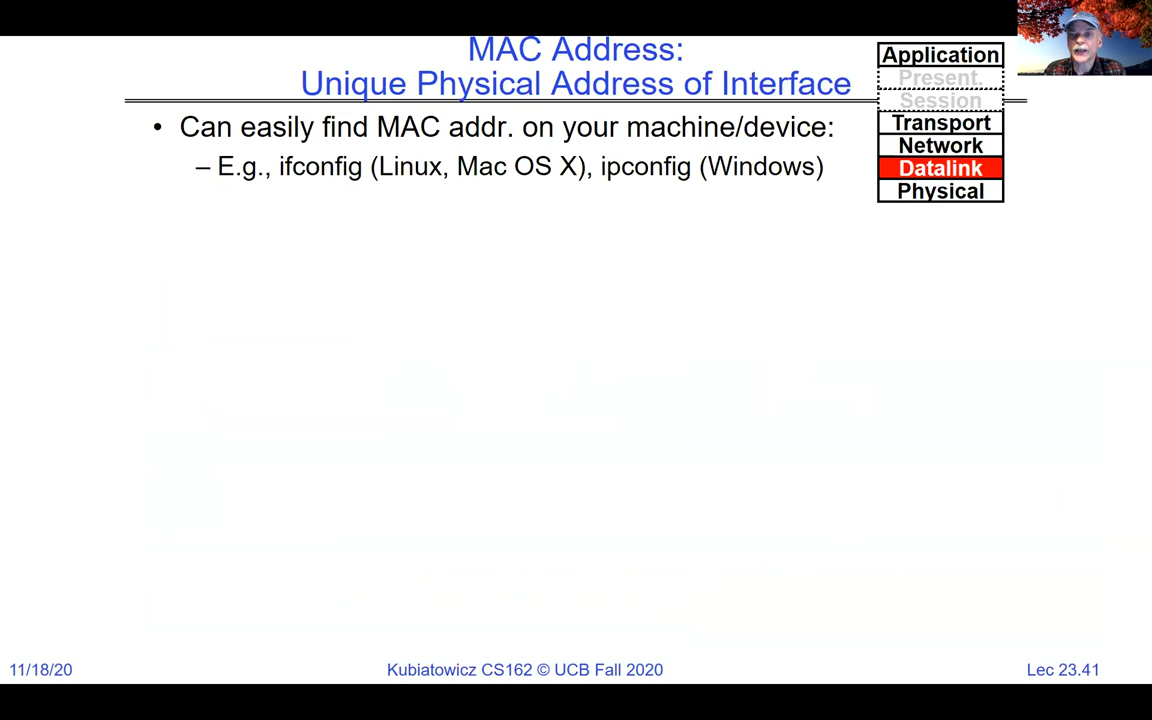 MAC Address:
Unique Physical Address of Interface
Application
Present.
Session
Transport
Network
Datalink
Physical
• Can easily find MAC addr. on your machine/device:
– E.g., ifconfig (Linux, Mac OS X), ipconfig (Windows)
11/18/20
Kubiatowicz CS162 © UCB Fall 2020
Lec 23.41